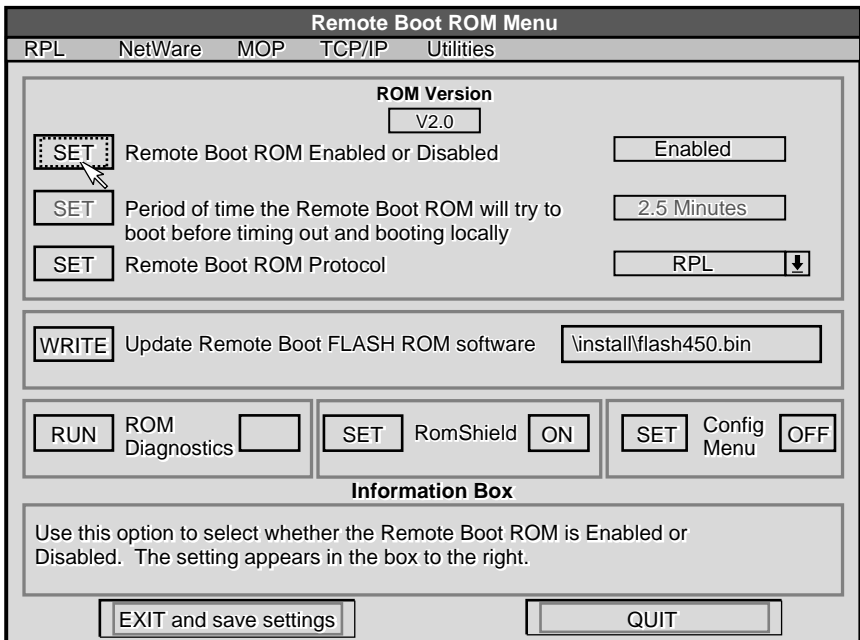 Remote Boot ROM Menu
RPL NetWare MOP TCP/IP Utilities
ROM Version
V2.0
SET Remote Boot ROM Enabled or Disabled Enabled
SET Period of time the Remote Boot ROM will try to 2.5 Minutes
boot before timing out and booting locally
SET Remote Boot ROM Protocol RPL
WRITE Update Remote Boot FLASH ROM software \install\flash450.bin
RUN ROM Diagnostics SET RomShield ON SET Config Menu OFF
Information Box
Use this option to select whether the Remote Boot ROM is Enabled or
Disabled. The setting appears in the box to the right.
EXIT and save settings QUIT